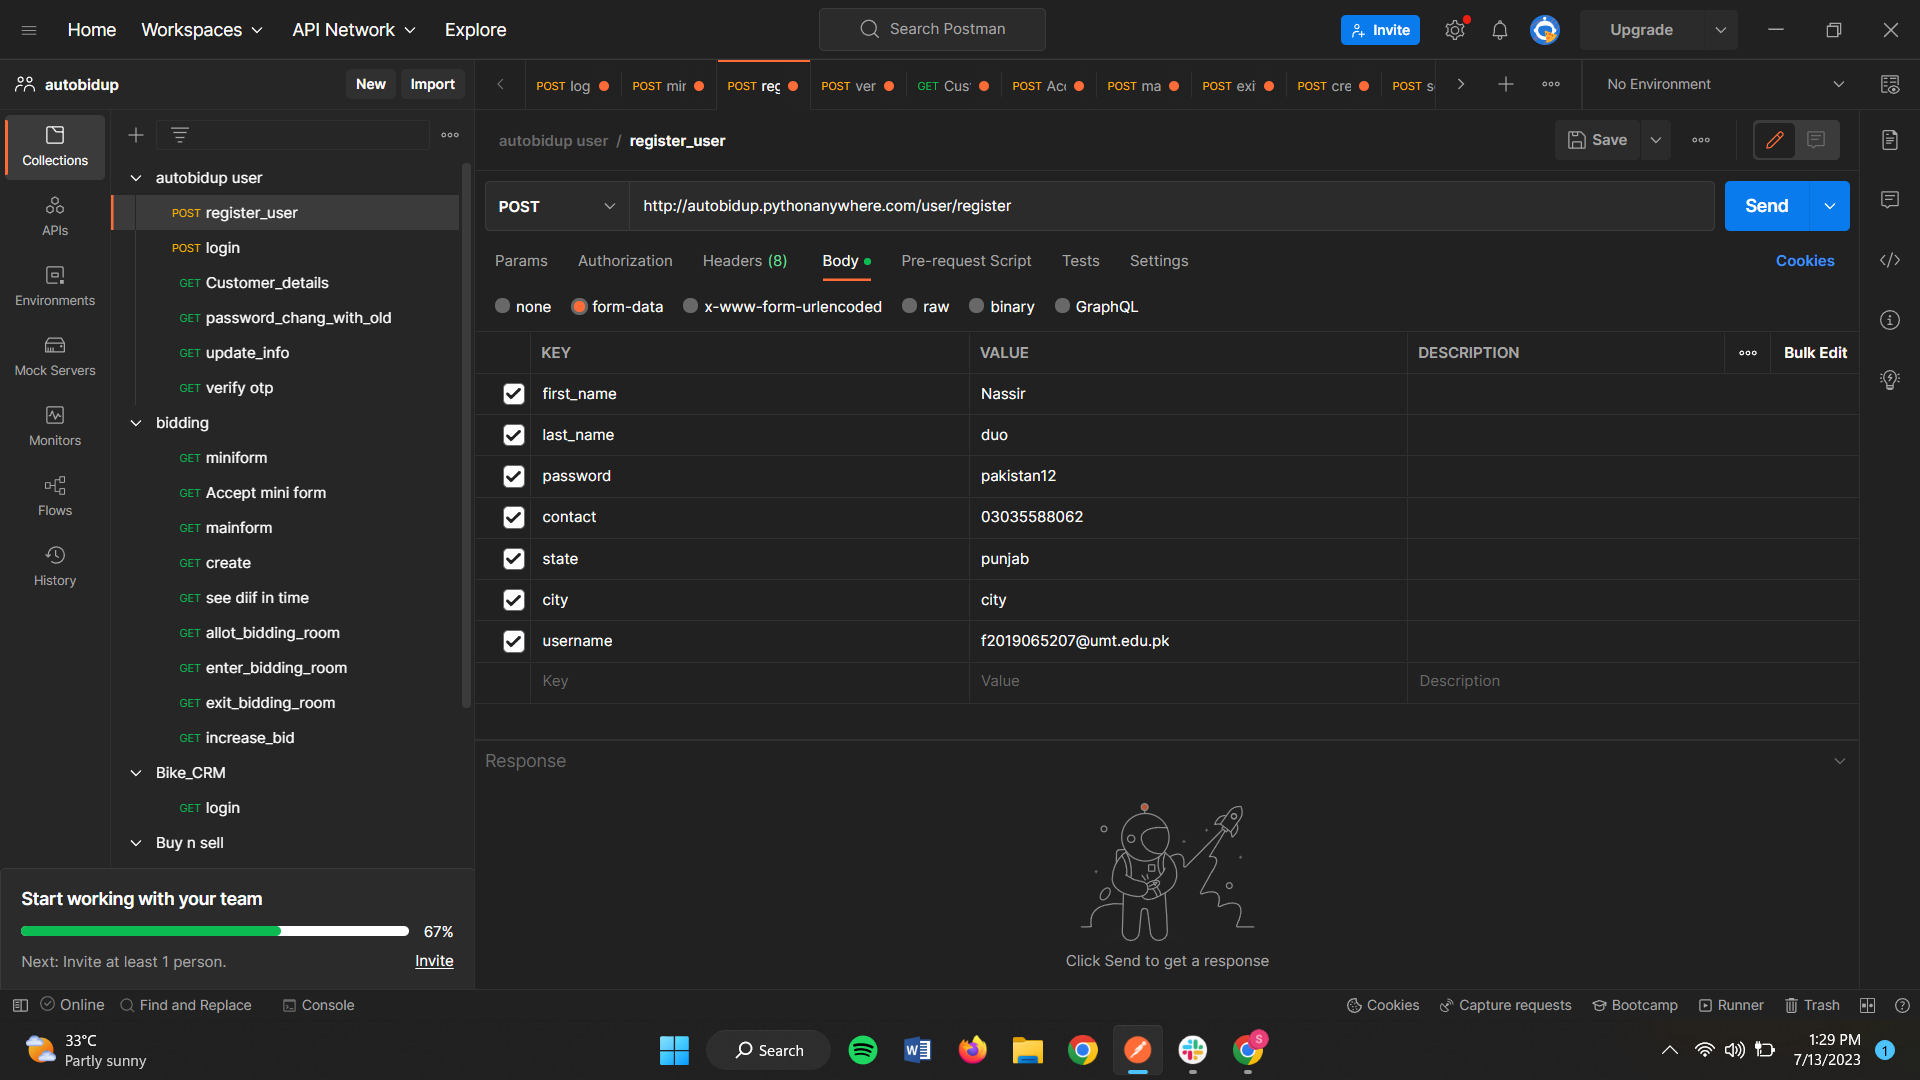 Home Workspaces API Network Explore Search Postman Invite Upgrade
autobidup New Import
POST log POST mir POST reg POST ver GET Cus POST Acc POST ma POST exi POST cre POST s No Environment
Collections
APIs
Environments
Mock Servers
Monitors
Flows
History
autobidup user
POST register_user
POST login
GET Customer_details
GET password_chang_with_old
GET update_info
GET verify otp
bidding
GET miniform
GET Accept mini form
GET mainform
GET create
GET see diif in time
GET allot_bidding_room
GET enter_bidding_room
GET exit_bidding_room
GET increase_bid
Bike_CRM
GET login
Buy n sell
Start working with your team
67%
Next: Invite at least 1 person. Invite
autobidup user / register_user Save
POST http://autobidup.pythonanywhere.com/user/register Send
Params Authorization Headers (8) Body Pre-request Script Tests Settings Cookies
none form-data x-www-form-urlencoded raw binary GraphQL
KEY VALUE DESCRIPTION Bulk Edit
first_name Nassir
last_name duo
password pakistan12
contact 03035588062
state punjab
city city
username f2019065207@umt.edu.pk
Key Value Description
Response
Click Send to get a response
Online Find and Replace Console Cookies Capture requests Bootcamp Runner Trash
33°C
Partly sunny
Search
S
1:29 PM
7/13/2023
1